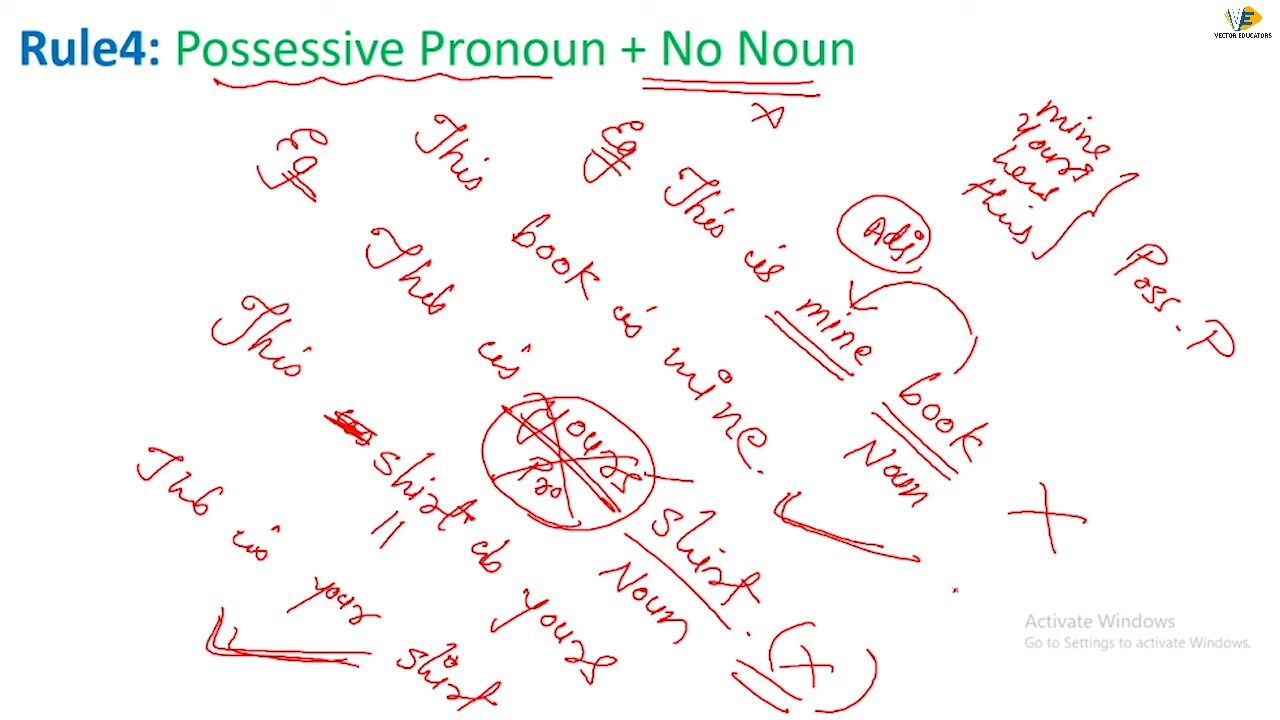 Rule4: Possessive Pronoun + No Noun
VECTOR EDUCATORS
Eg This book is mine.
Eg This is mine book
Adj
Noun
mine
yours
hers
theirs
Poss. P
This is yours shirt.
Pro
Noun
This shirt is yours
This is your shirt
Activate Windows
Go to Settings to activate Windows.